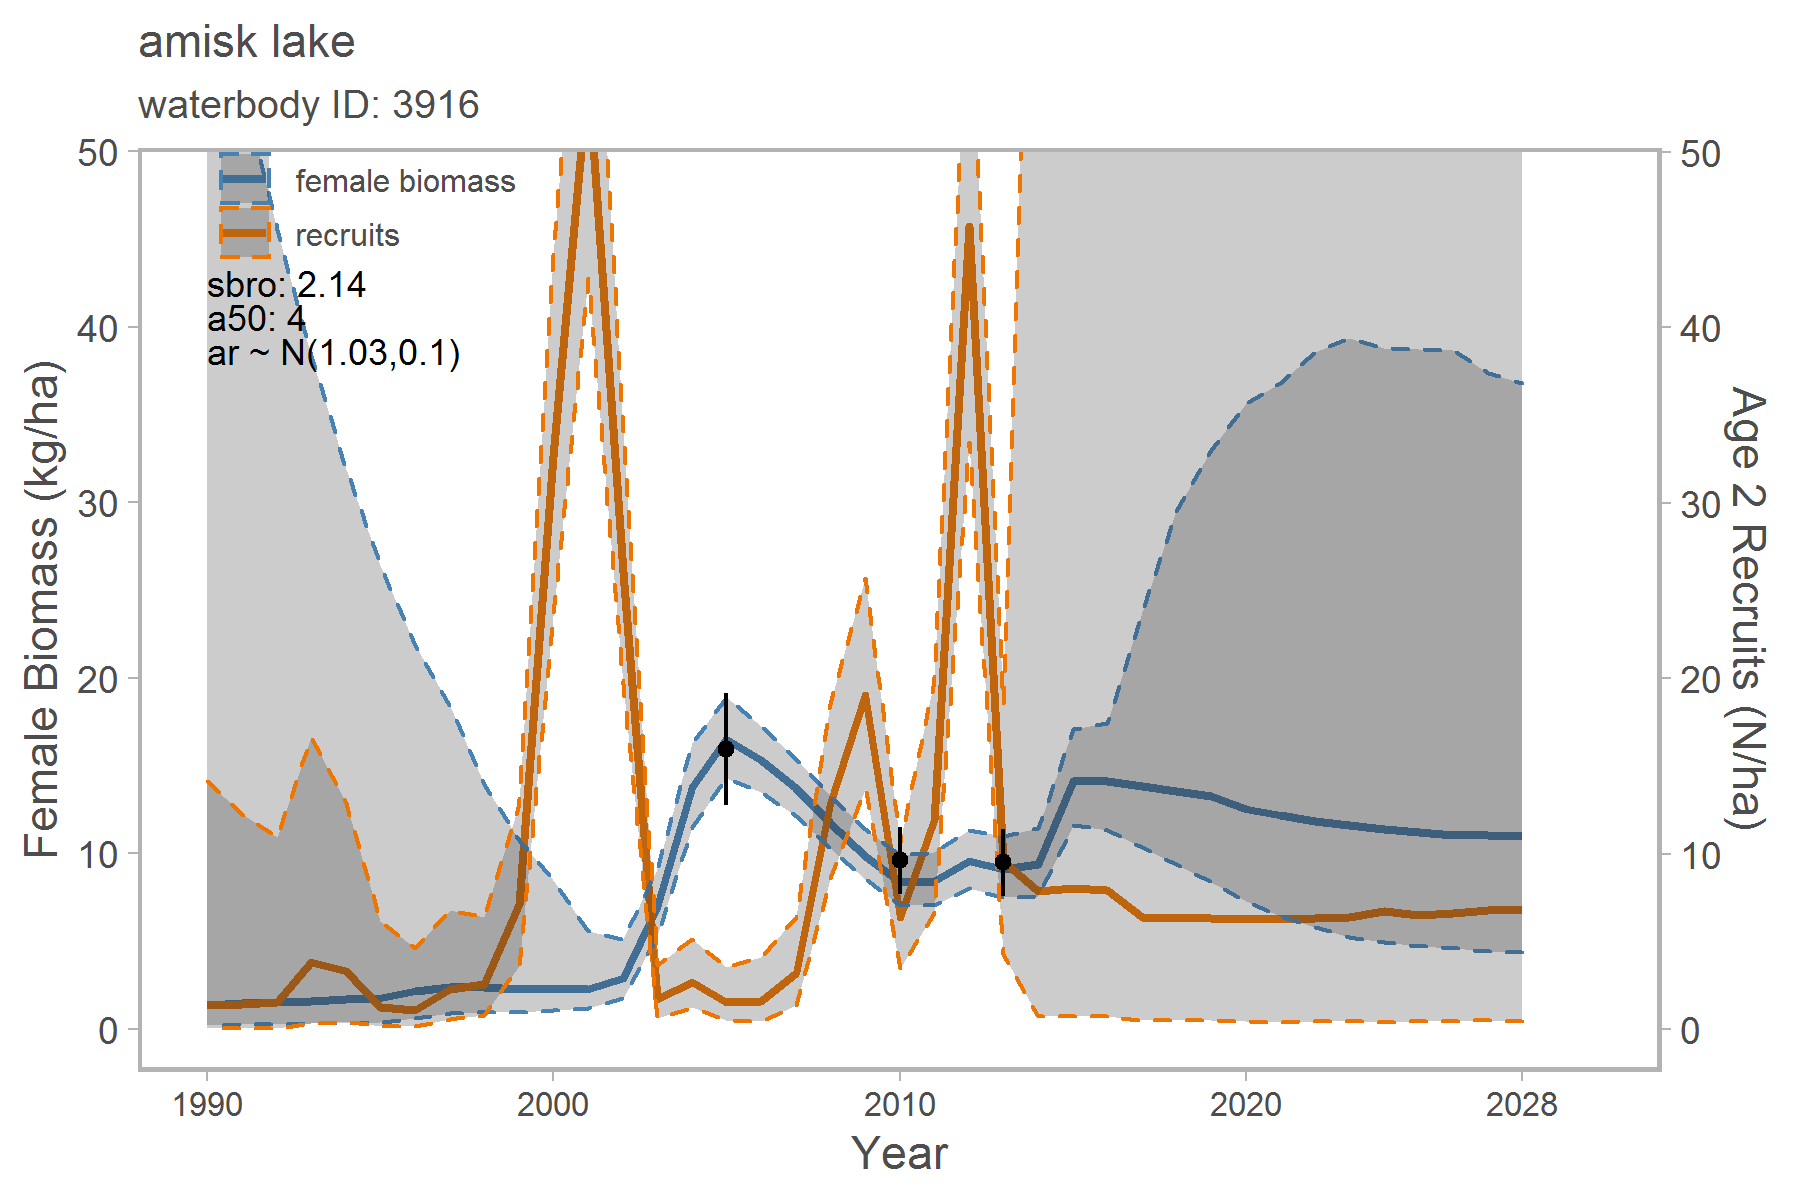 amisk lake
waterbody ID: 3916
female biomass
recruits
sbro: 2.14
a50: 4
ar ~ N(1.03,0.1)
Female Biomass (kg/ha)
50
40
30
20
10
0
50
40
30
20
10
0
Age 2 Recruits (N/ha)
1990
2000
2010
2020
2028
Year